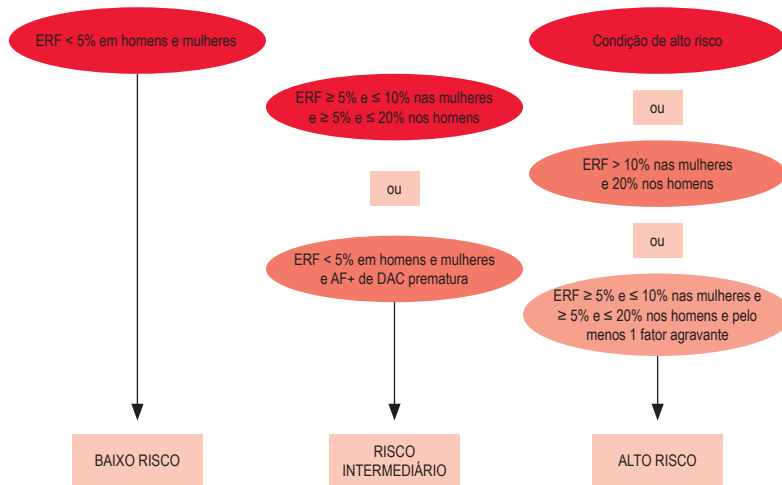 ERF < 5% em homens e mulheres
BAIXO RISCO
ERF ≥ 5% e ≤ 10% nas mulheres
e ≥ 5% e ≤ 20% nos homens
ou
ERF < 5% em homens e mulheres
e AF+ de DAC prematura
RISCO
INTERMEDIÁRIO
Condição de alto risco
ou
ERF > 10% nas mulheres
e 20% nos homens
ou
ERF ≥ 5% e ≤ 10% nas mulheres e
≥ 5% e ≤ 20% nos homens e pelo
menos 1 fator agravante
ALTO RISCO